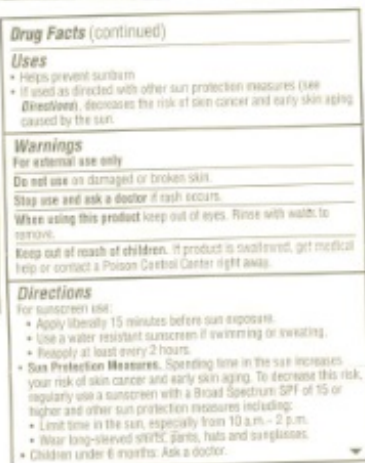 Drug Facts (continued)
Uses
• Helps prevent sunburn
• If used as directed with other sun protection measures (see
Directions), decreases the risk of skin cancer and early skin aging
caused by the sun.
Warnings
For external use only
Do not use on damaged or broken skin.
Stop use and ask a doctor if rash occurs.
When using this product keep out of eyes. Rinse with water to
remove.
Keep out of reach of children. If product is swallowed, get medical
help or contact a Poison Control Center right away.
Directions
For sunscreen use:
• Apply liberally 15 minutes before sun exposure.
• Use a water resistant sunscreen if swimming or sweating.
• Reapply at least every 2 hours.
• Sun Protection Measures. Spending time in the sun increases
your risk of skin cancer and early skin aging. To decrease this risk,
regularly use a sunscreen with a Broad Spectrum SPF of 15 or
higher and other sun protection measures including:
• Limit time in the sun, especially from 10 a.m. - 2 p.m.
• Wear long-sleeved shirts, pants, hats and sunglasses.
• Children under 6 months: Ask a doctor.